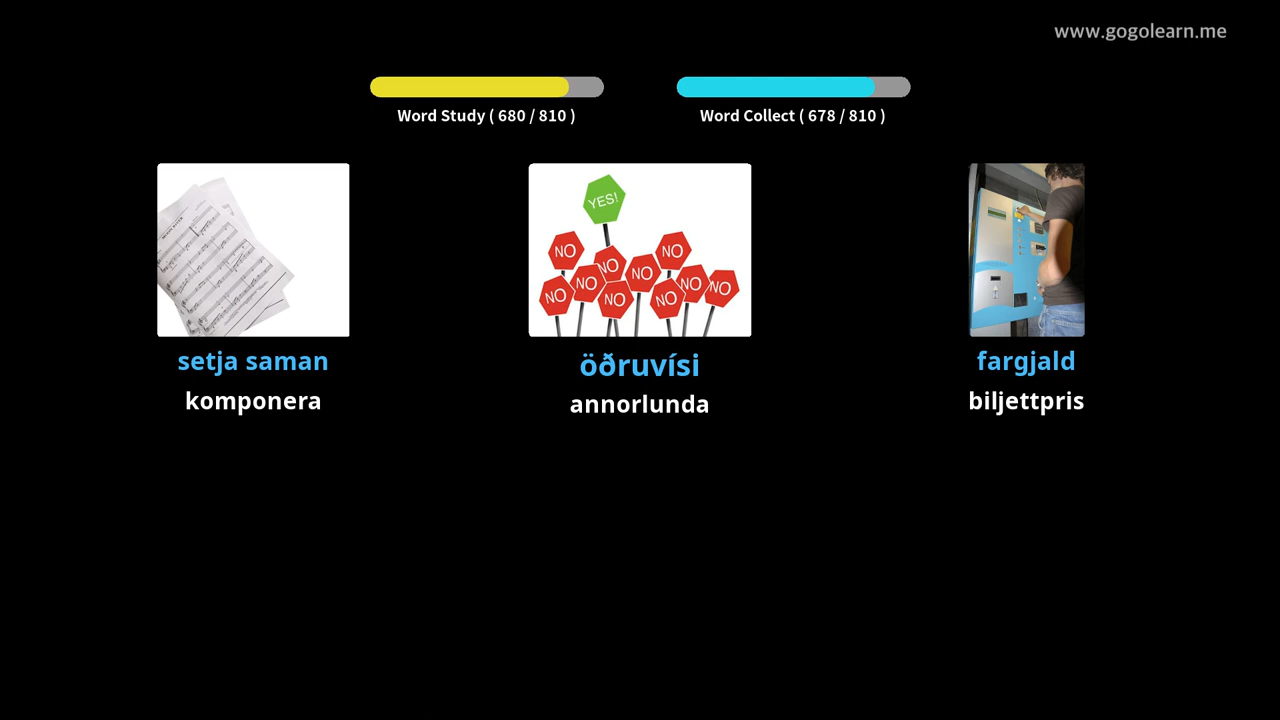 www.gogolearn.me
Word Study ( 680 / 810 )
Word Collect ( 678 / 810 )
YES!
NO
NO
NO
NO
NO
NO
NO
NO
NO
NO
setja saman
öðruvísi
fargjald
komponera
annorlunda
biljettpris